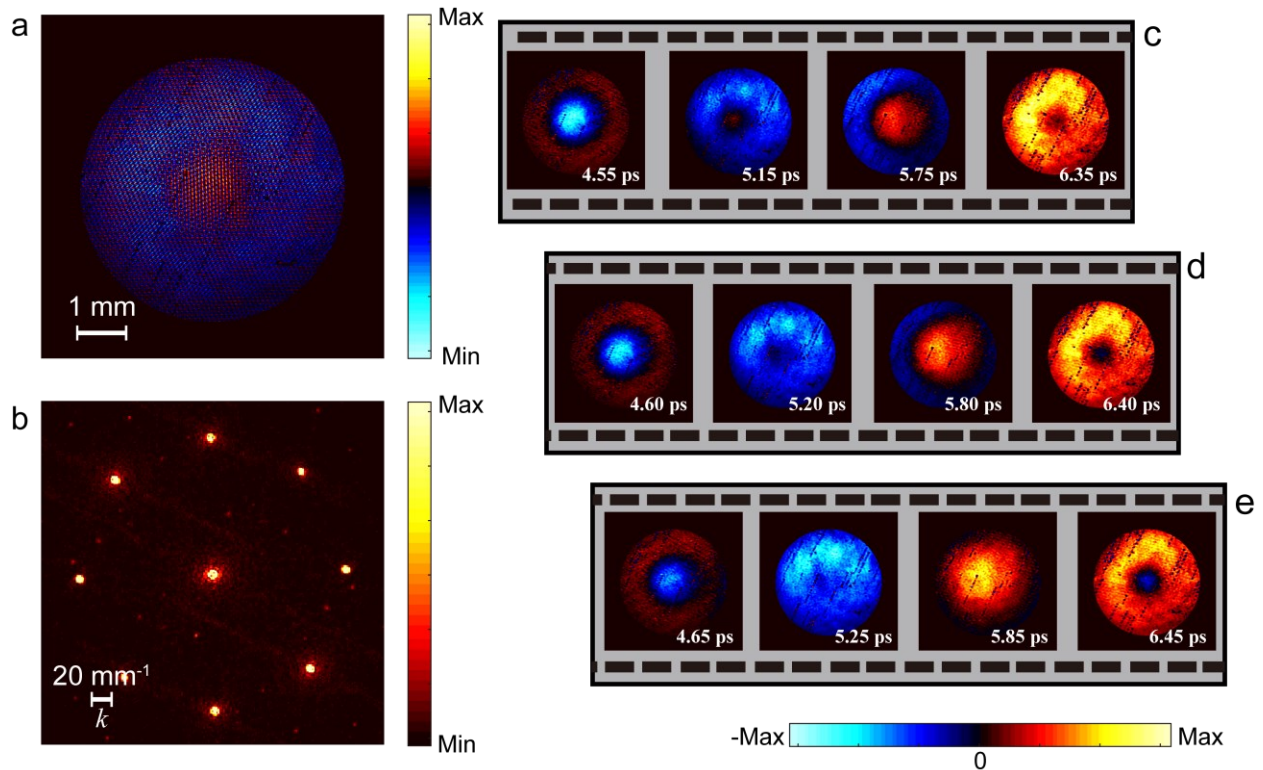 a
Max
1 mm
Min
b
Max
20 mm⁻¹
k
Min
c
4.55 ps
5.15 ps
5.75 ps
6.35 ps
d
4.60 ps
5.20 ps
5.80 ps
6.40 ps
e
4.65 ps
5.25 ps
5.85 ps
6.45 ps
-Max
Max
0